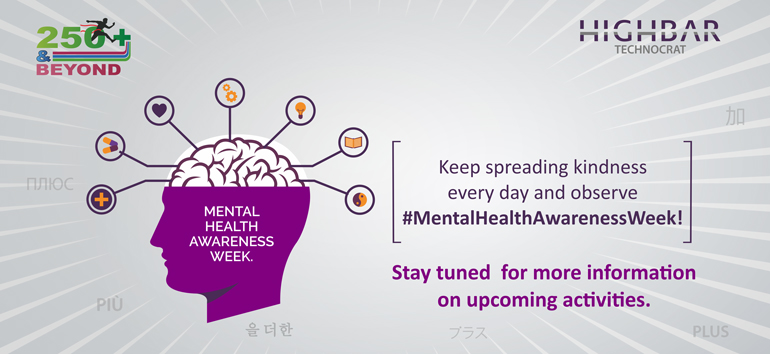 250+
&
BEYOND
HIGHBAR
TECHNOCRAT
加
ПЛЮС
MENTAL
HEALTH
AWARENESS
WEEK.
Keep spreading kindness
every day and observe
#MentalHealthAwarenessWeek!
Stay tuned for more information
on upcoming activities.
PIÙ
을 더한
プラス
PLUS